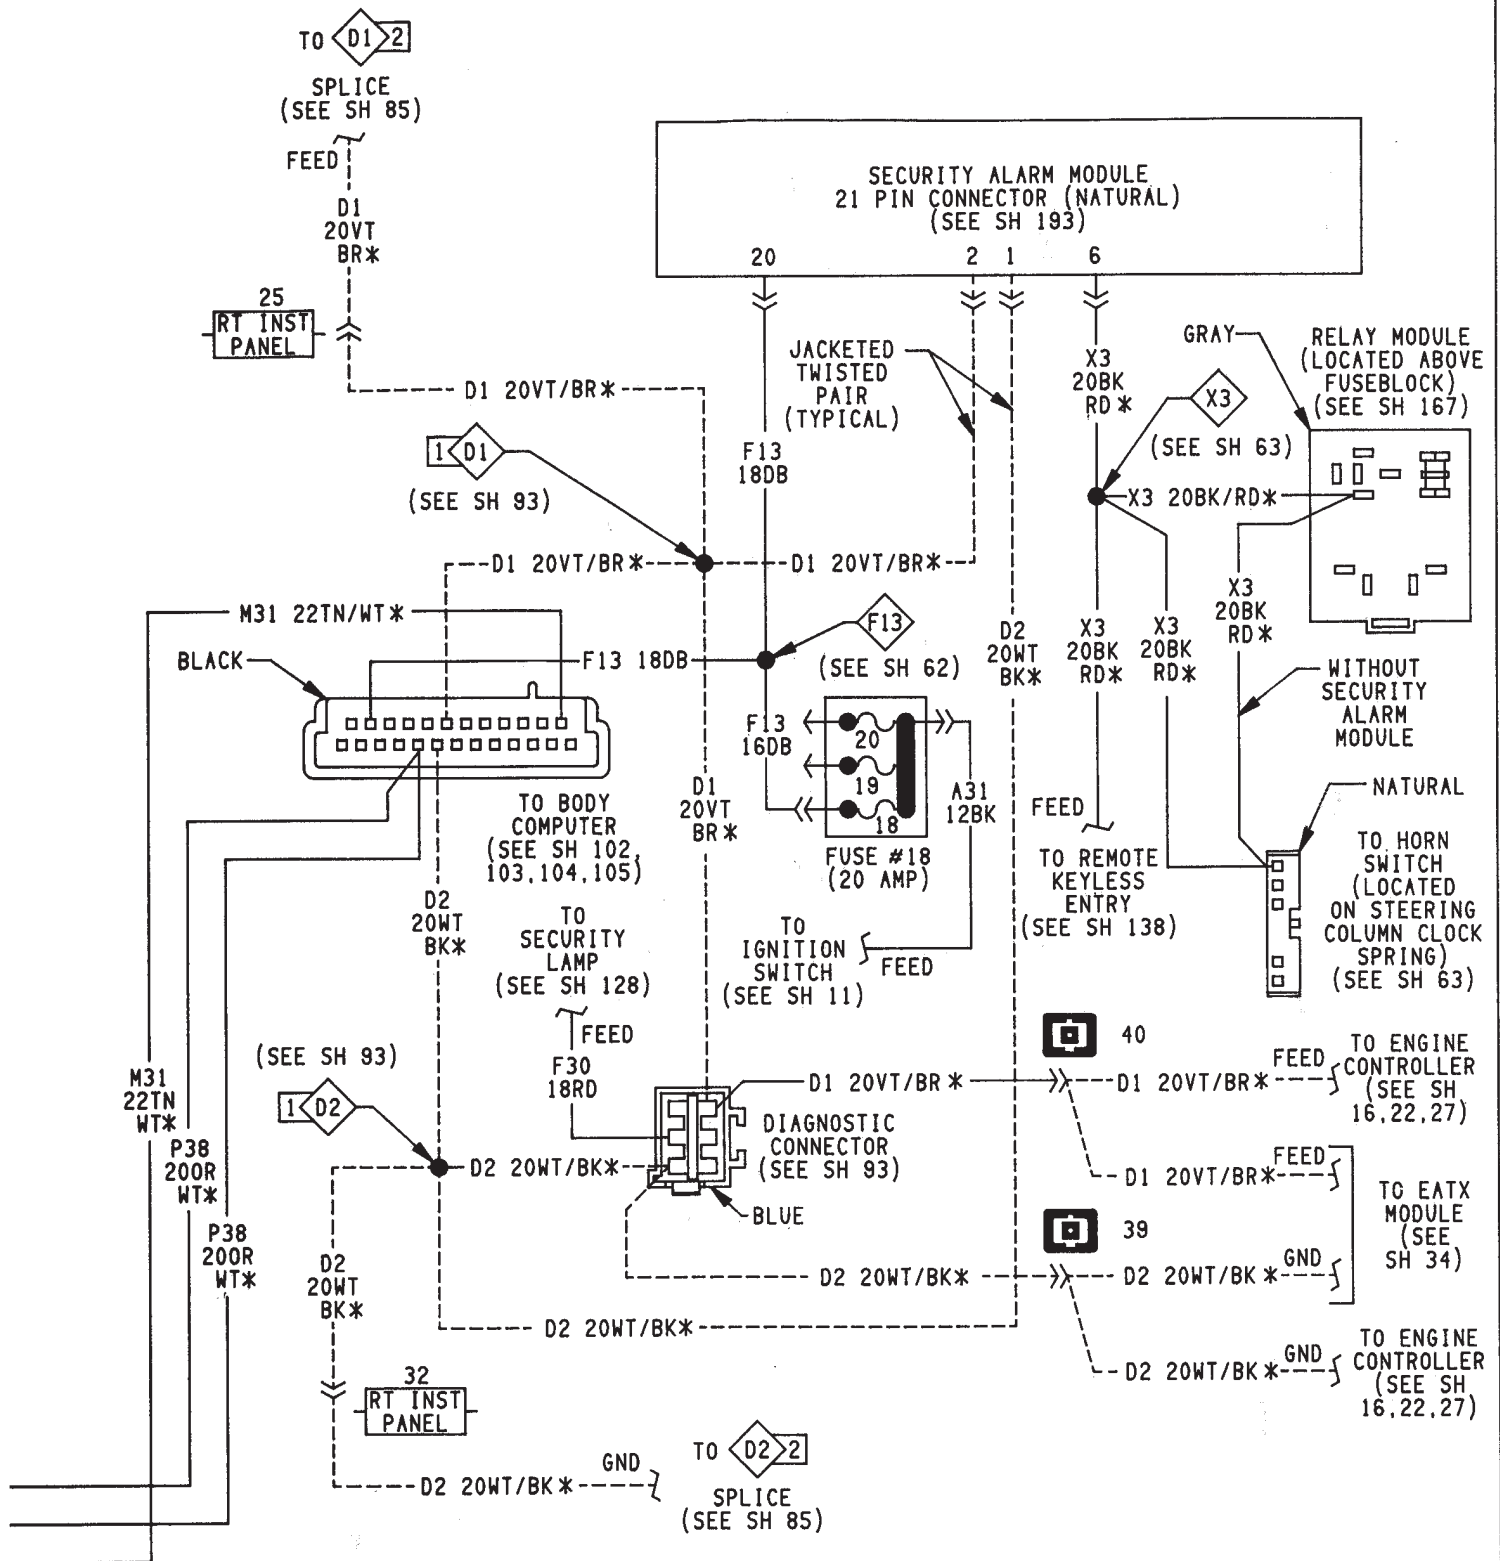 TO D1 2
SPLICE
(SEE SH 85)
FEED
D1
20VT
BR*
25
RT INST
PANEL
D1 20VT/BR*
1 D1
(SEE SH 93)
SECURITY ALARM MODULE
21 PIN CONNECTOR (NATURAL)
(SEE SH 193)
20 2 1 6
JACKETED
TWISTED
PAIR
(TYPICAL)
F13
18DB
X3
20BK
RD*
X3
(SEE SH 63)
GRAY
RELAY MODULE
(LOCATED ABOVE
FUSEBLOCK)
(SEE SH 167)
X3 20BK/RD*
D1 20VT/BR*
D1 20VT/BR*
M31 22TN/WT*
BLACK
F13 18DB
F13
(SEE SH 62)
D2
20WT
BK*
X3
20BK
RD*
X3
20BK
RD*
X3
20BK
RD*
WITHOUT
SECURITY
ALARM
MODULE
F13
16DB
20
19
18
FUSE #18
(20 AMP)
A31
12BK
D1
20VT
BR*
TO BODY
COMPUTER
(SEE SH 102,
103,104,105)
D2
20WT
BK*
TO
SECURITY
LAMP
(SEE SH 128)
FEED
F30
18RD
TO
IGNITION
SWITCH
(SEE SH 11)
FEED
FEED
TO REMOTE
KEYLESS
ENTRY
(SEE SH 138)
NATURAL
TO HORN
SWITCH
(LOCATED
ON STEERING
COLUMN CLOCK
SPRING)
(SEE SH 63)
(SEE SH 93)
1 D2
M31
22TN
WT*
P38
20OR
WT*
P38
20OR
WT*
D2 20WT/BK*
DIAGNOSTIC
CONNECTOR
(SEE SH 93)
BLUE
D1 20VT/BR*
40
D1 20VT/BR*
FEED
TO ENGINE
CONTROLLER
(SEE SH
16,22,27)
D1 20VT/BR*
FEED
TO EATX
MODULE
(SEE
SH 34)
39
D2 20WT/BK*
D2 20WT/BK*
GND
D2 20WT/BK*
D2 20WT/BK*
GND
TO ENGINE
CONTROLLER
(SEE SH
16,22,27)
D2
20WT
BK*
32
RT INST
PANEL
D2 20WT/BK*
GND
TO D2 2
SPLICE
(SEE SH 85)